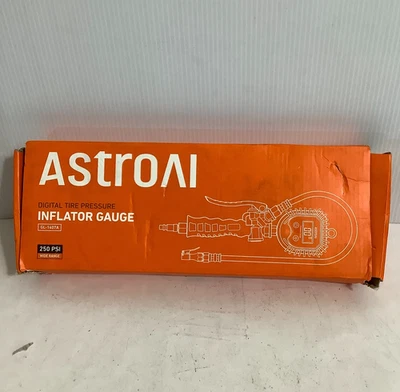 ASTROAI
DIGITAL TIRE PRESSURE
INFLATOR GAUGE
250 PSI